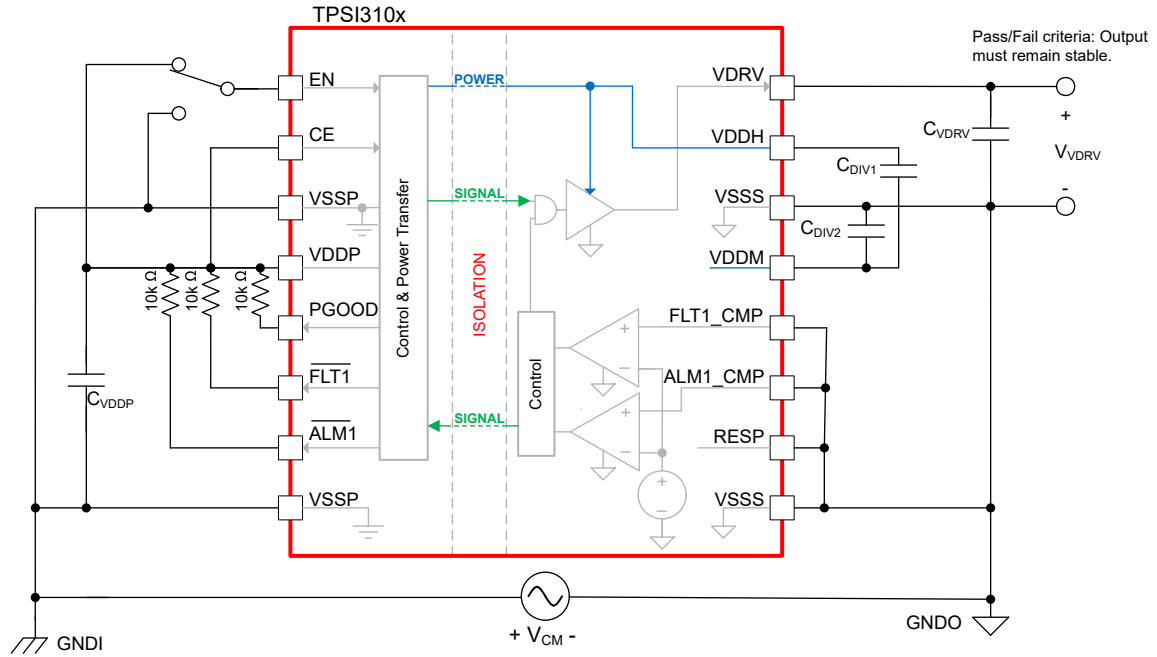 TPSI310x
Pass/Fail criteria: Output
must remain stable.
EN
POWER
VDRV
+
CVDRV
VVDRV
-
CE
VDDH
CDIV1
VSSP
SIGNAL
VSSS
CDIV2
VDDP
VDDM
10k Ω
10k Ω
10k Ω
Control & Power Transfer
ISOLATION
PGOOD
FLT1_CMP
+
−
FLT1
Control
ALM1_CMP
+
−
CVDDP
ALM1
SIGNAL
RESP
+
−
VSSP
VSSS
GNDI
+ VCM -
GNDO